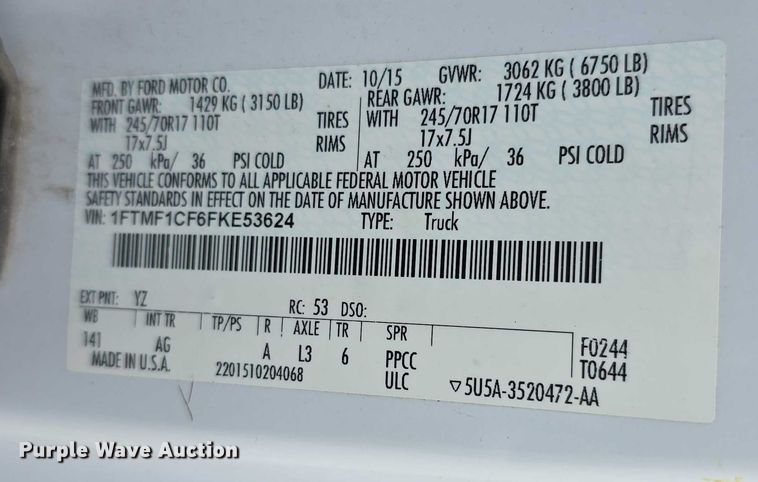 MFD. BY FORD MOTOR CO. DATE: 10/15 GVWR: 3062 KG ( 6750 LB)
FRONT GAWR: 1429 KG ( 3150 LB) REAR GAWR: 1724 KG ( 3800 LB)
WITH 245/70R17 110T TIRES WITH 245/70R17 110T TIRES
17x7.5J RIMS 17x7.5J RIMS
AT 250 kPa/ 36 PSI COLD AT 250 kPa/ 36 PSI COLD
THIS VEHICLE CONFORMS TO ALL APPLICABLE FEDERAL MOTOR VEHICLE
SAFETY STANDARDS IN EFFECT ON THE DATE OF MANUFACTURE SHOWN ABOVE.
VIN: 1FTMF1CF6FKE53624 TYPE: Truck
EXT PNT: YZ RC: 53 DSO:
WB INT TR TP/PS R AXLE TR SPR F0244
141 AG A L3 6 PPCC T0644
MADE IN U.S.A. 2201510204068 ULC ▽5U5A-3520472-AA
Purple Wave Auction